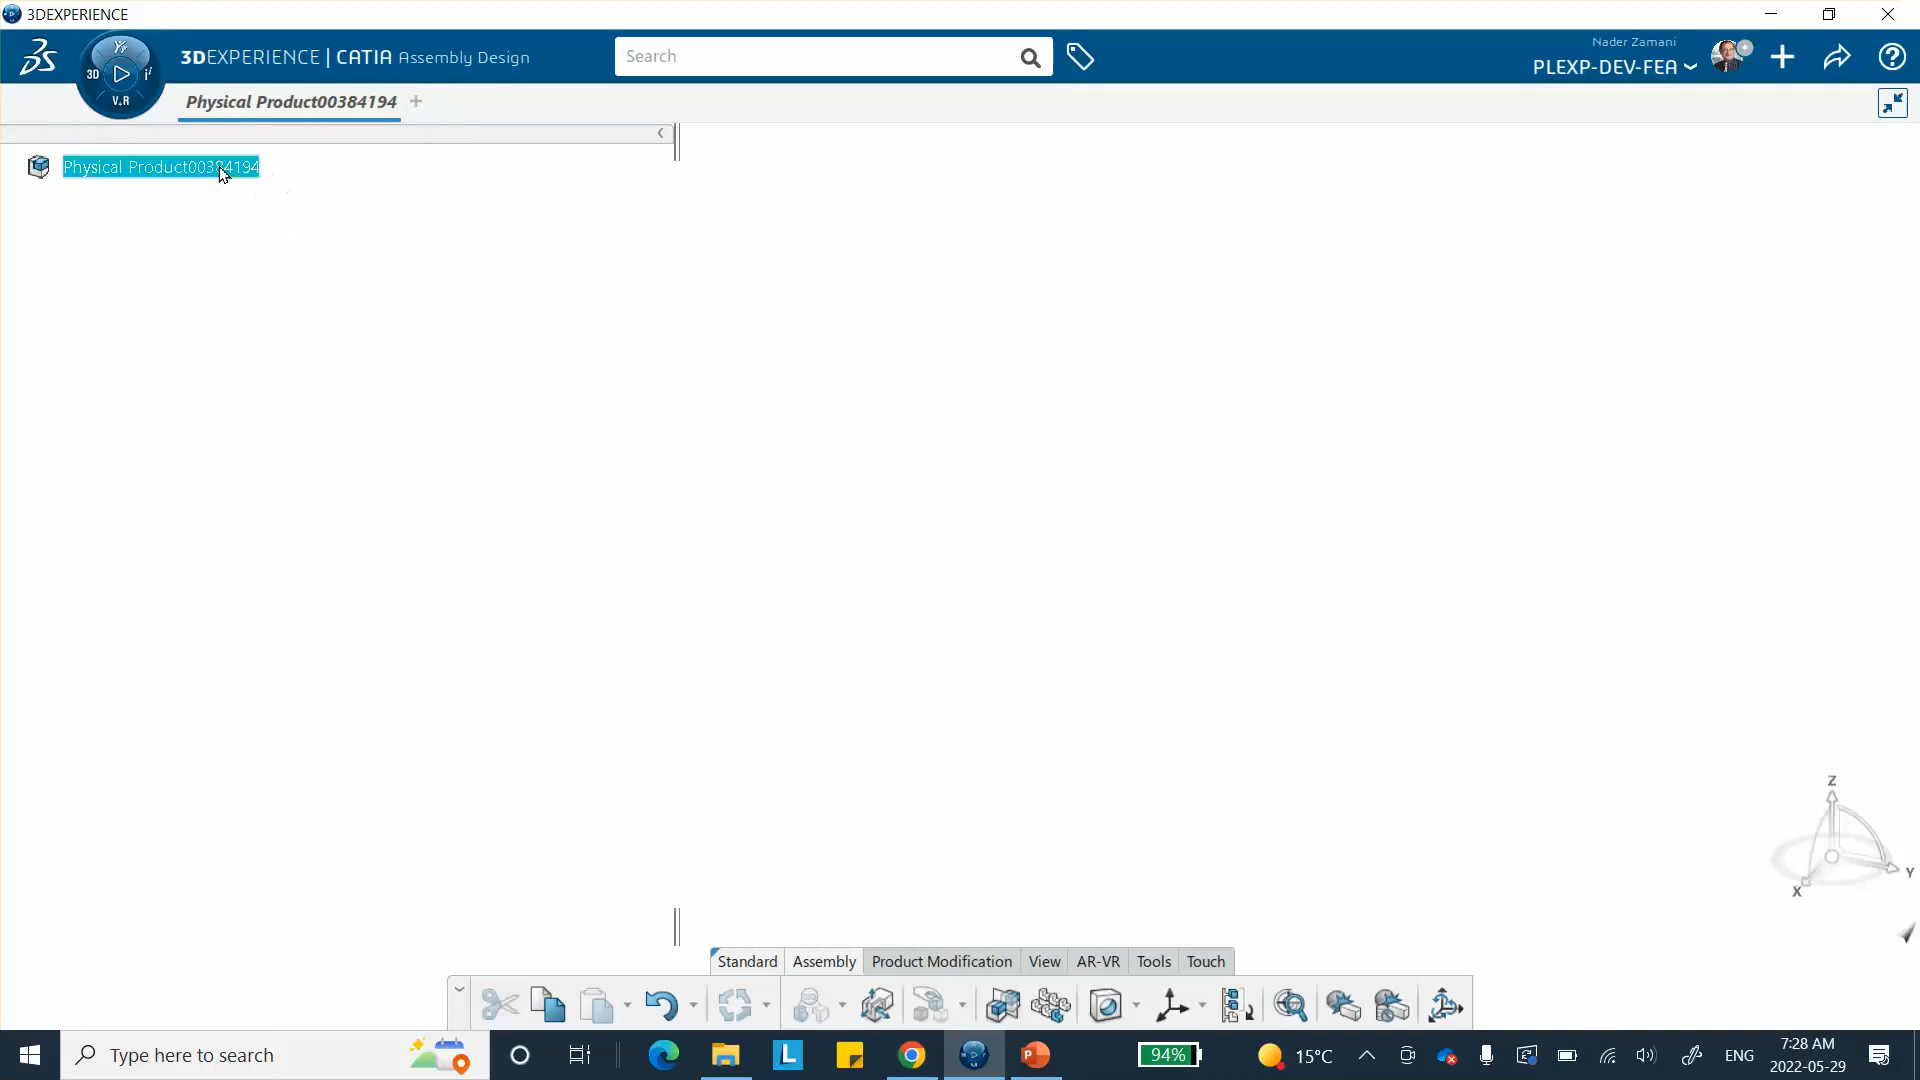 3DEXPERIENCE
3DEXPERIENCE | CATIA Assembly Design
3D
V.R
Search
Nader Zamani
PLEXP-DEV-FEA
Physical Product00384194
Physical Product00384194
Z
Y
X
Standard
Assembly
Product Modification
View
AR-VR
Tools
Touch
Type here to search
L
P
94%
15°C
ENG
7:28 AM
2022-05-29